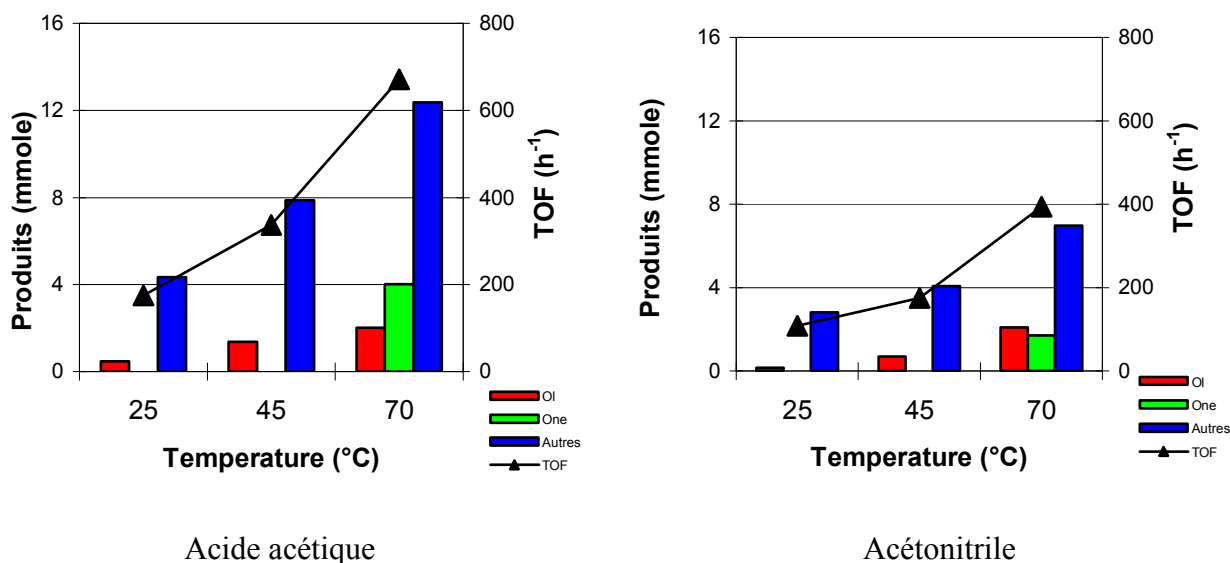 16
12
8
4
0
Produits (mmole)
800
600
400
200
0
TOF (h-1)
25 45 70
Temperature (°C)
Ol
One
Autres
TOF
Acide acétique
16
12
8
4
0
Produits (mmole)
800
600
400
200
0
TOF (h-1)
25 45 70
Temperature (°C)
Ol
One
Autres
TOF
Acétonitrile